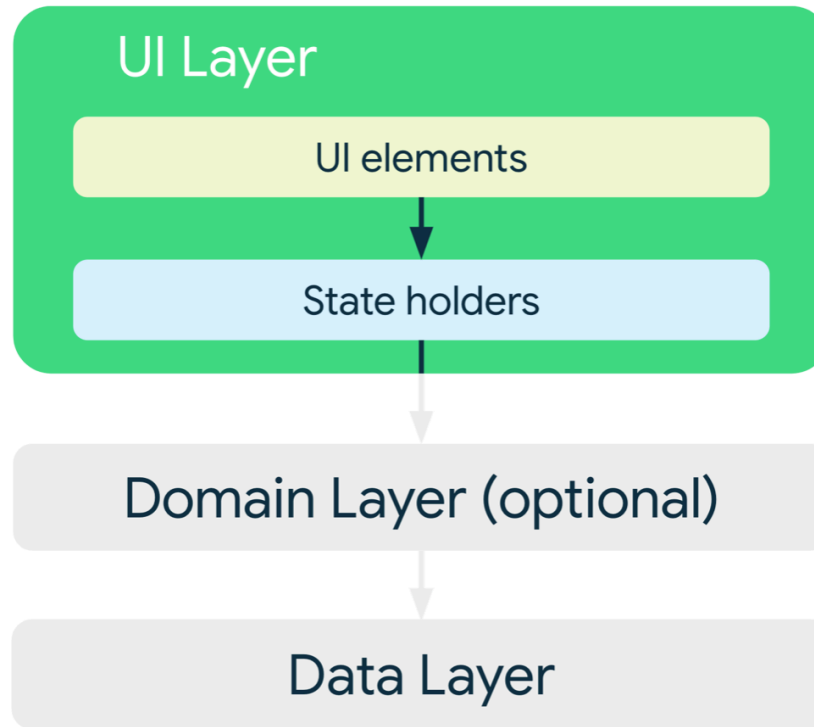 UI Layer
UI elements
State holders
Domain Layer (optional)
Data Layer